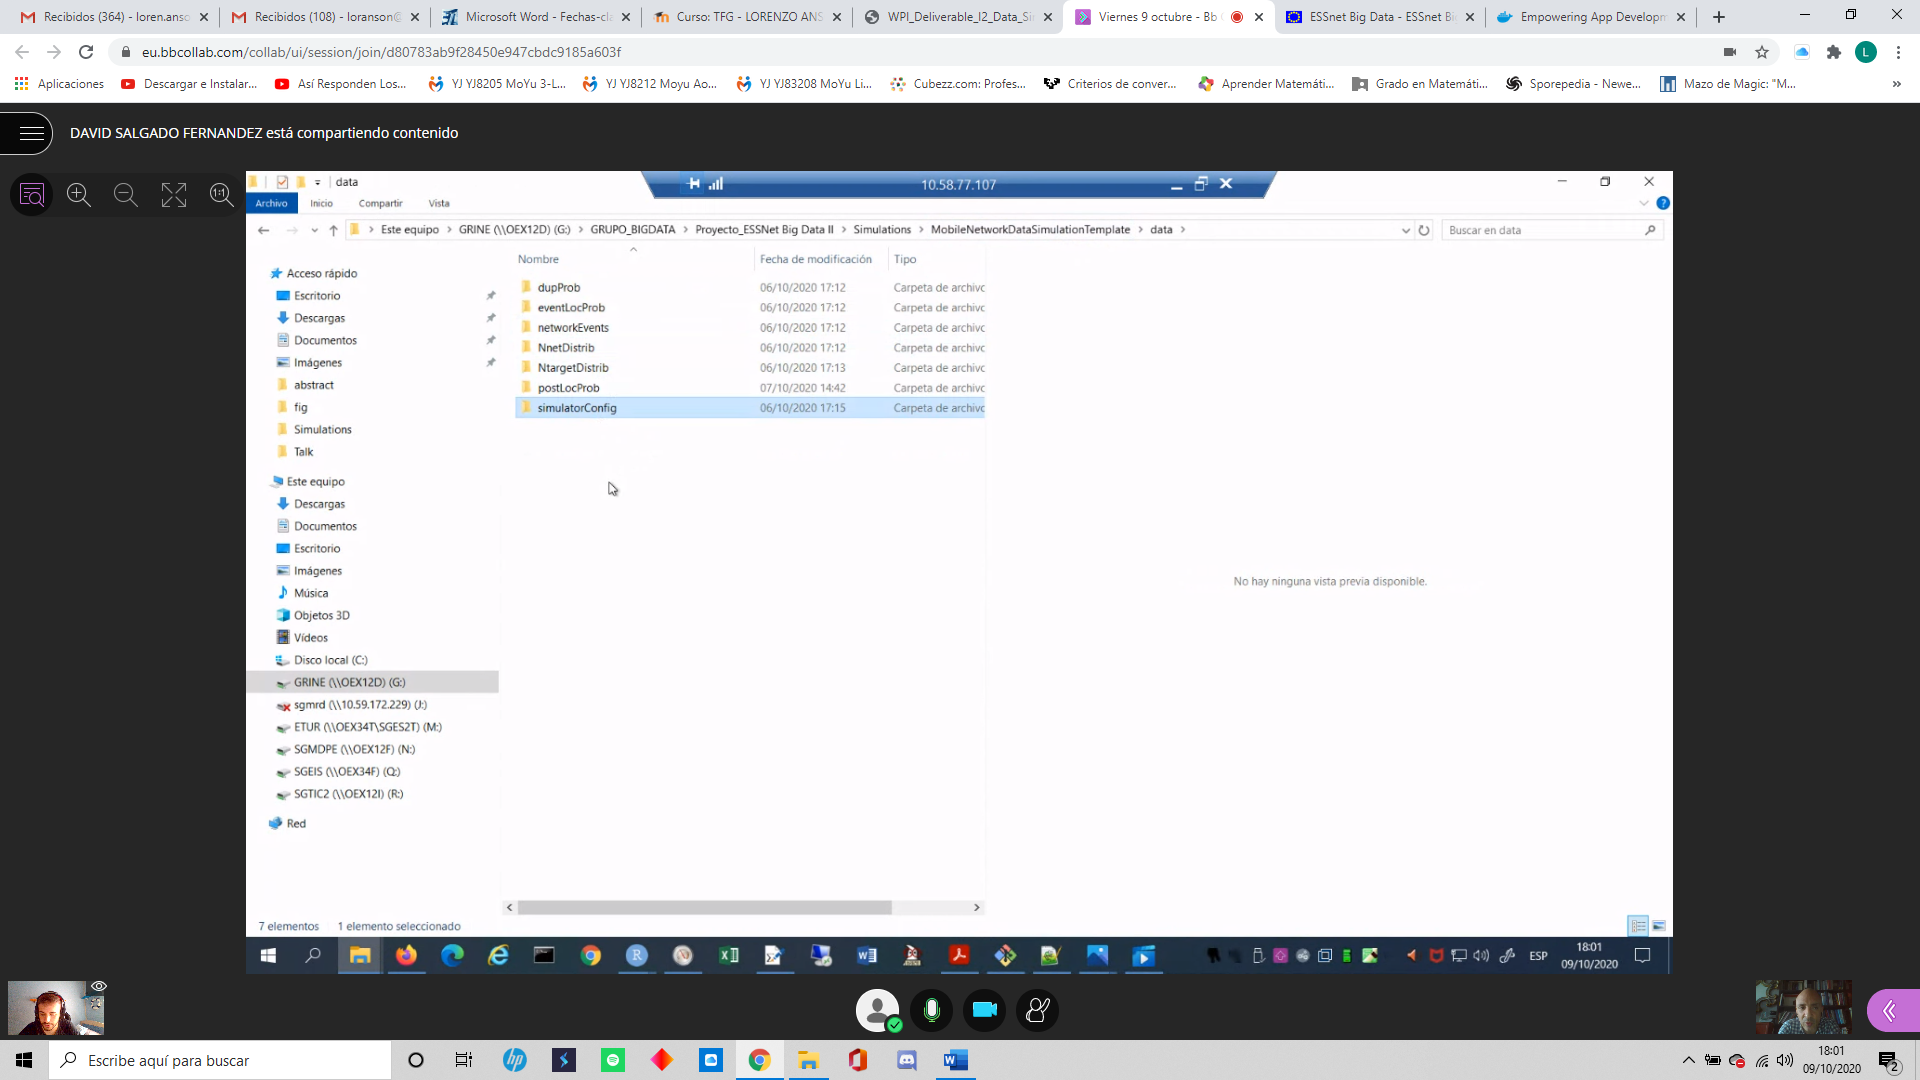 Recibidos (364) - loren.anso
Recibidos (108) - loranson@
Microsoft Word - Fechas-cla
Curso: TFG - LORENZO ANS
WPI_Deliverable_I2_Data_Si
Viernes 9 octubre - Bb
ESSnet Big Data - ESSnet Bi
Empowering App Developm
eu.bbcollab.com/collab/ui/session/join/d80783ab9f28450e947cbdc9185a603f
L
Aplicaciones
Descargar e Instalar...
Así Responden Los...
YJ YJ8205 MoYu 3-L...
YJ YJ8212 Moyu Ao...
YJ YJ83208 MoYu Li...
Cubezz.com: Profes...
Criterios de conver...
Aprender Matemáti...
Grado en Matemáti...
Sporepedia - Newe...
Mazo de Magic: "M...
»
DAVID SALGADO FERNANDEZ está compartiendo contenido
1:1
data
10.58.77.107
Archivo
Inicio
Compartir
Vista
Este equipo > GRINE (\\OEX12D) (G:) > GRUPO_BIGDATA > Proyecto_ESSNet Big Data II > Simulations > MobileNetworkDataSimulationTemplate > data >
Buscar en data
Nombre
Fecha de modificación
Tipo
dupProb 06/10/2020 17:12 Carpeta de archivo
eventLocProb 06/10/2020 17:12 Carpeta de archivo
networkEvents 06/10/2020 17:12 Carpeta de archivo
NnetDistrib 06/10/2020 17:12 Carpeta de archivo
NtargetDistrib 06/10/2020 17:13 Carpeta de archivo
postLocProb 07/10/2020 14:42 Carpeta de archivo
simulatorConfig 06/10/2020 17:15 Carpeta de archivo
Acceso rápido
Escritorio
Descargas
Documentos
Imágenes
abstract
fig
Simulations
Talk
Este equipo
Descargas
Documentos
Escritorio
Imágenes
Música
Objetos 3D
Vídeos
Disco local (C:)
GRINE (\\OEX12D) (G:)
sgmrd (\\10.59.172.229) (J:)
ETUR (\\OEX34T\SGES2T) (M:)
SGMDPE (\\OEX12F) (N:)
SGEIS (\\OEX34F) (Q:)
SGTIC2 (\\OEX12I) (R:)
Red
No hay ninguna vista previa disponible.
7 elementos
1 elemento seleccionado
ESP
18:01
09/10/2020
Escribe aquí para buscar
18:01
09/10/2020
2